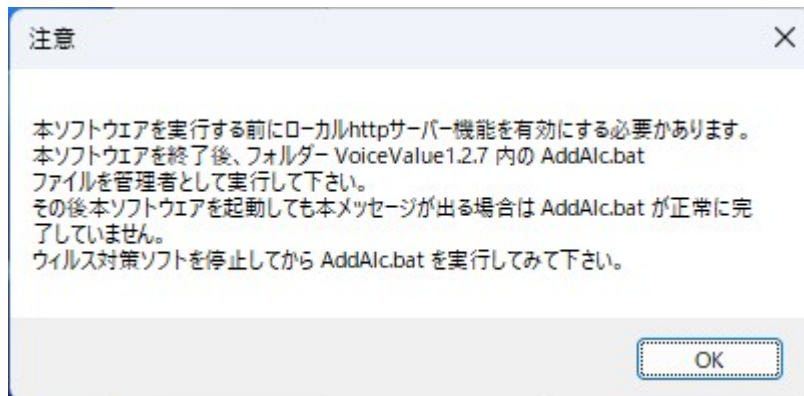 注意
本ソフトウエアを実行する前にローカルhttpサーバー機能を有効にする必要かあります。
本ソフトウエアを終了後、フォルダー VoiceValue1.2.7 内の AddAlc.bat
ファイルを管理者として実行して下さい。
その後本ソフトウエアを起動しても本メッセージが出る場合は AddAlc.bat が正常に完
了していません。
ウィルス対策ソフトを停止してから AddAlc.bat を実行してみて下さい。
OK